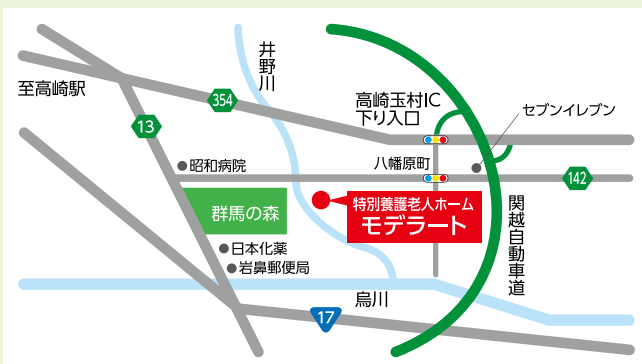 井野川
至高崎駅
354
高崎玉村IC
下り入口
セブンイレブン
13
昭和病院
八幡原町
142
特別養護老人ホーム
モデラート
群馬の森
関越自動車道
日本化薬
岩鼻郵便局
烏川
17